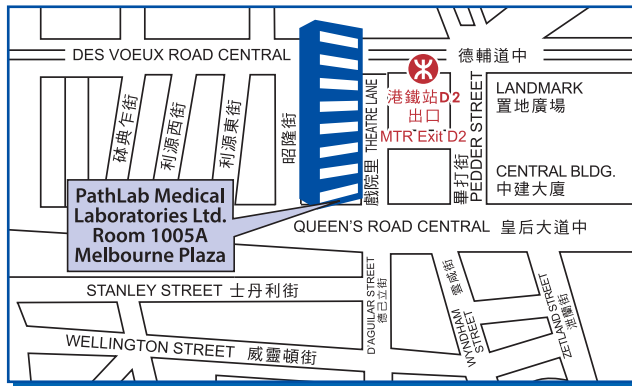 DES VOEUX ROAD CENTRAL
德輔道中
砵典乍街
利源西街
利源東街
昭隆街
戲院里 THEATRE LANE
港鐵站D2
出口
MTR Exit D2
畢打街
PEDDER STREET
LANDMARK
置地廣場
CENTRAL BLDG.
中建大廈
PathLab Medical
Laboratories Ltd.
Room 1005A
Melbourne Plaza
QUEEN'S ROAD CENTRAL 皇后大道中
STANLEY STREET 士丹利街
D'AGUILAR STREET
德己立街
WYNDHAM
STREET
雲咸街
ZETLAND STREET
泄蘭街
WELLINGTON STREET 威靈頓街